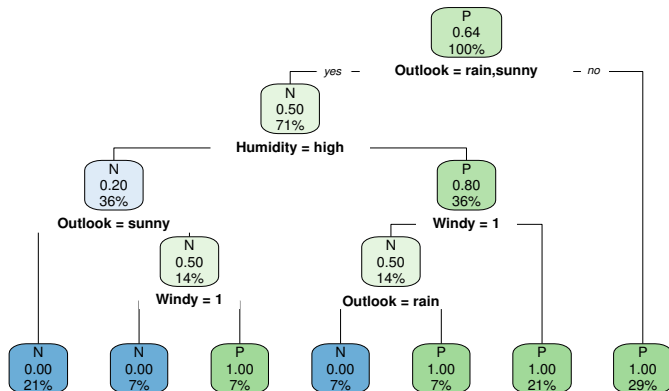 P
0.64
100%
yes
Outlook = rain,sunny
no
N
0.50
71%
Humidity = high
N
0.20
36%
Outlook = sunny
P
0.80
36%
Windy = 1
N
0.50
14%
Windy = 1
N
0.50
14%
Outlook = rain
N
0.00
21%
N
0.00
7%
P
1.00
7%
N
0.00
7%
P
1.00
7%
P
1.00
21%
P
1.00
29%